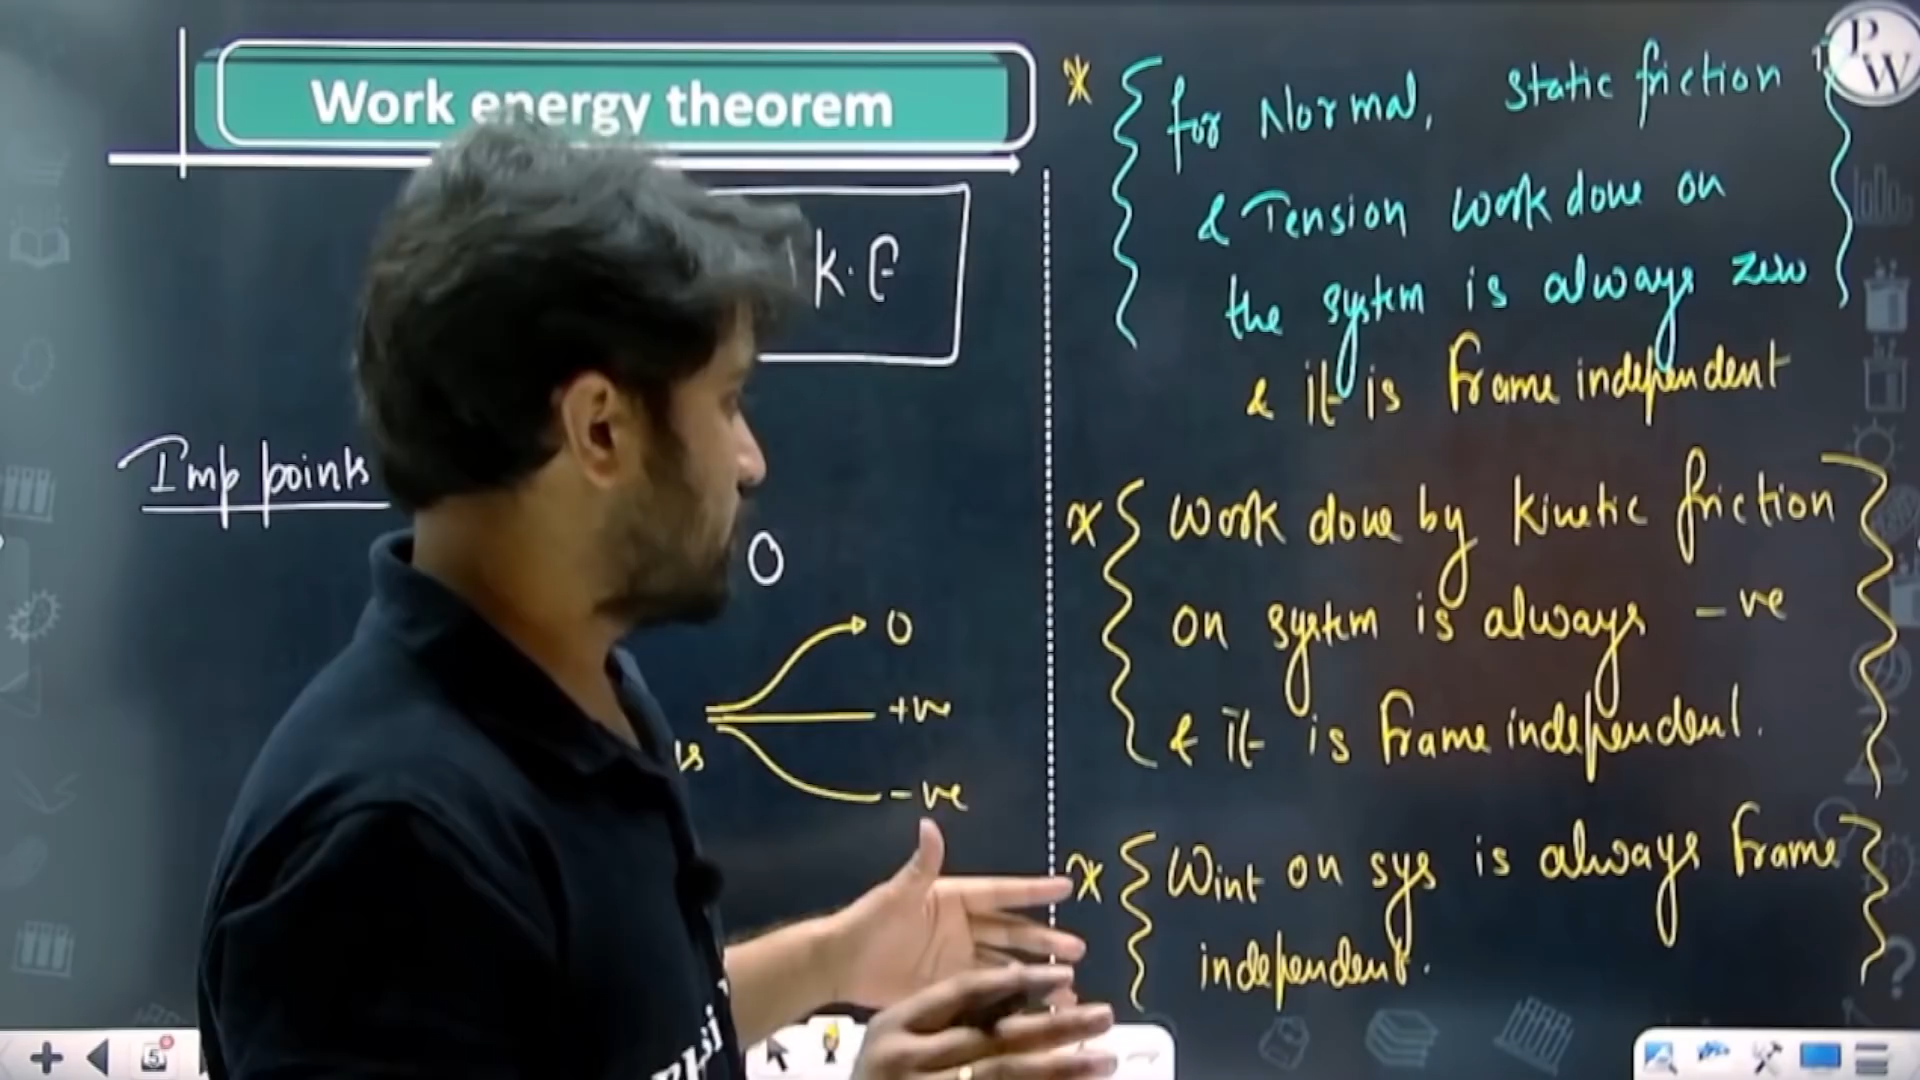 Work energy theorem
K.E
Imp points
0
0
+ve
-ve
* for Normal, Static friction
& Tension work done on
the system is always zero
& it is frame independent
* Work done by Kinetic friction
on system is always -ve
& it is frame independent.
* Wint on sys is always frame
independent.
PW
5